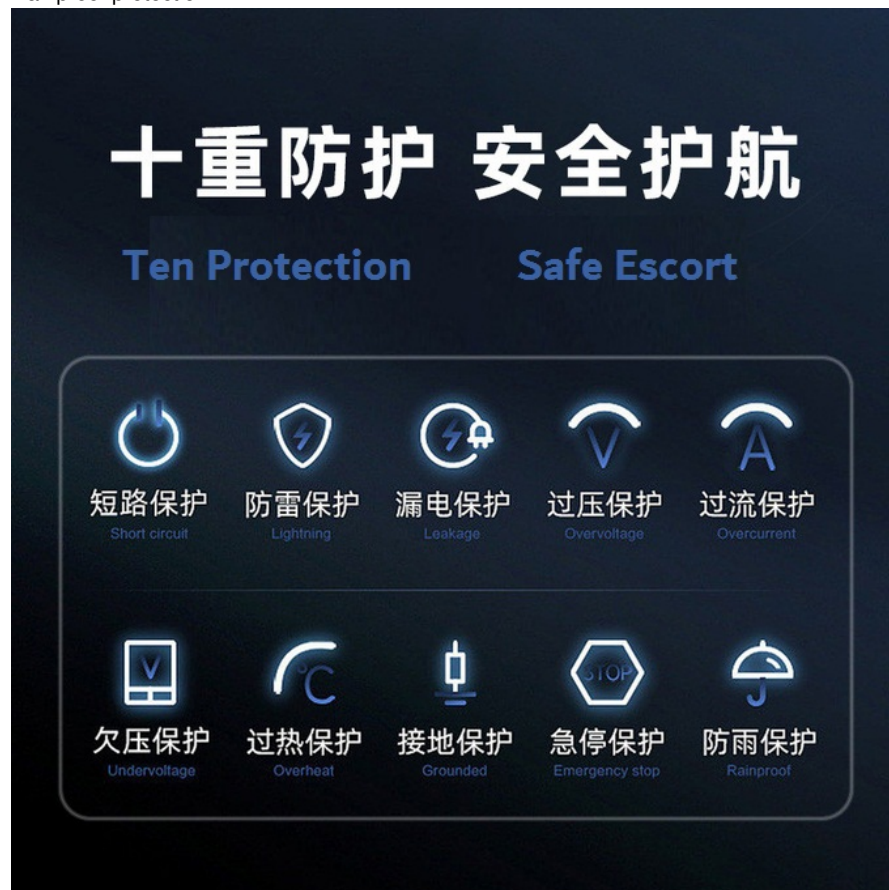 十重防护 安全护航
Ten Protection Safe Escort
短路保护 防雷保护 漏电保护 过压保护 过流保护
Short circuit Lightning Leakage Overvoltage Overcurrent
V
STOP
欠压保护 过热保护 接地保护 急停保护 防雨保护
Undervoltage Overheat Grounded Emergency stop Rainproof